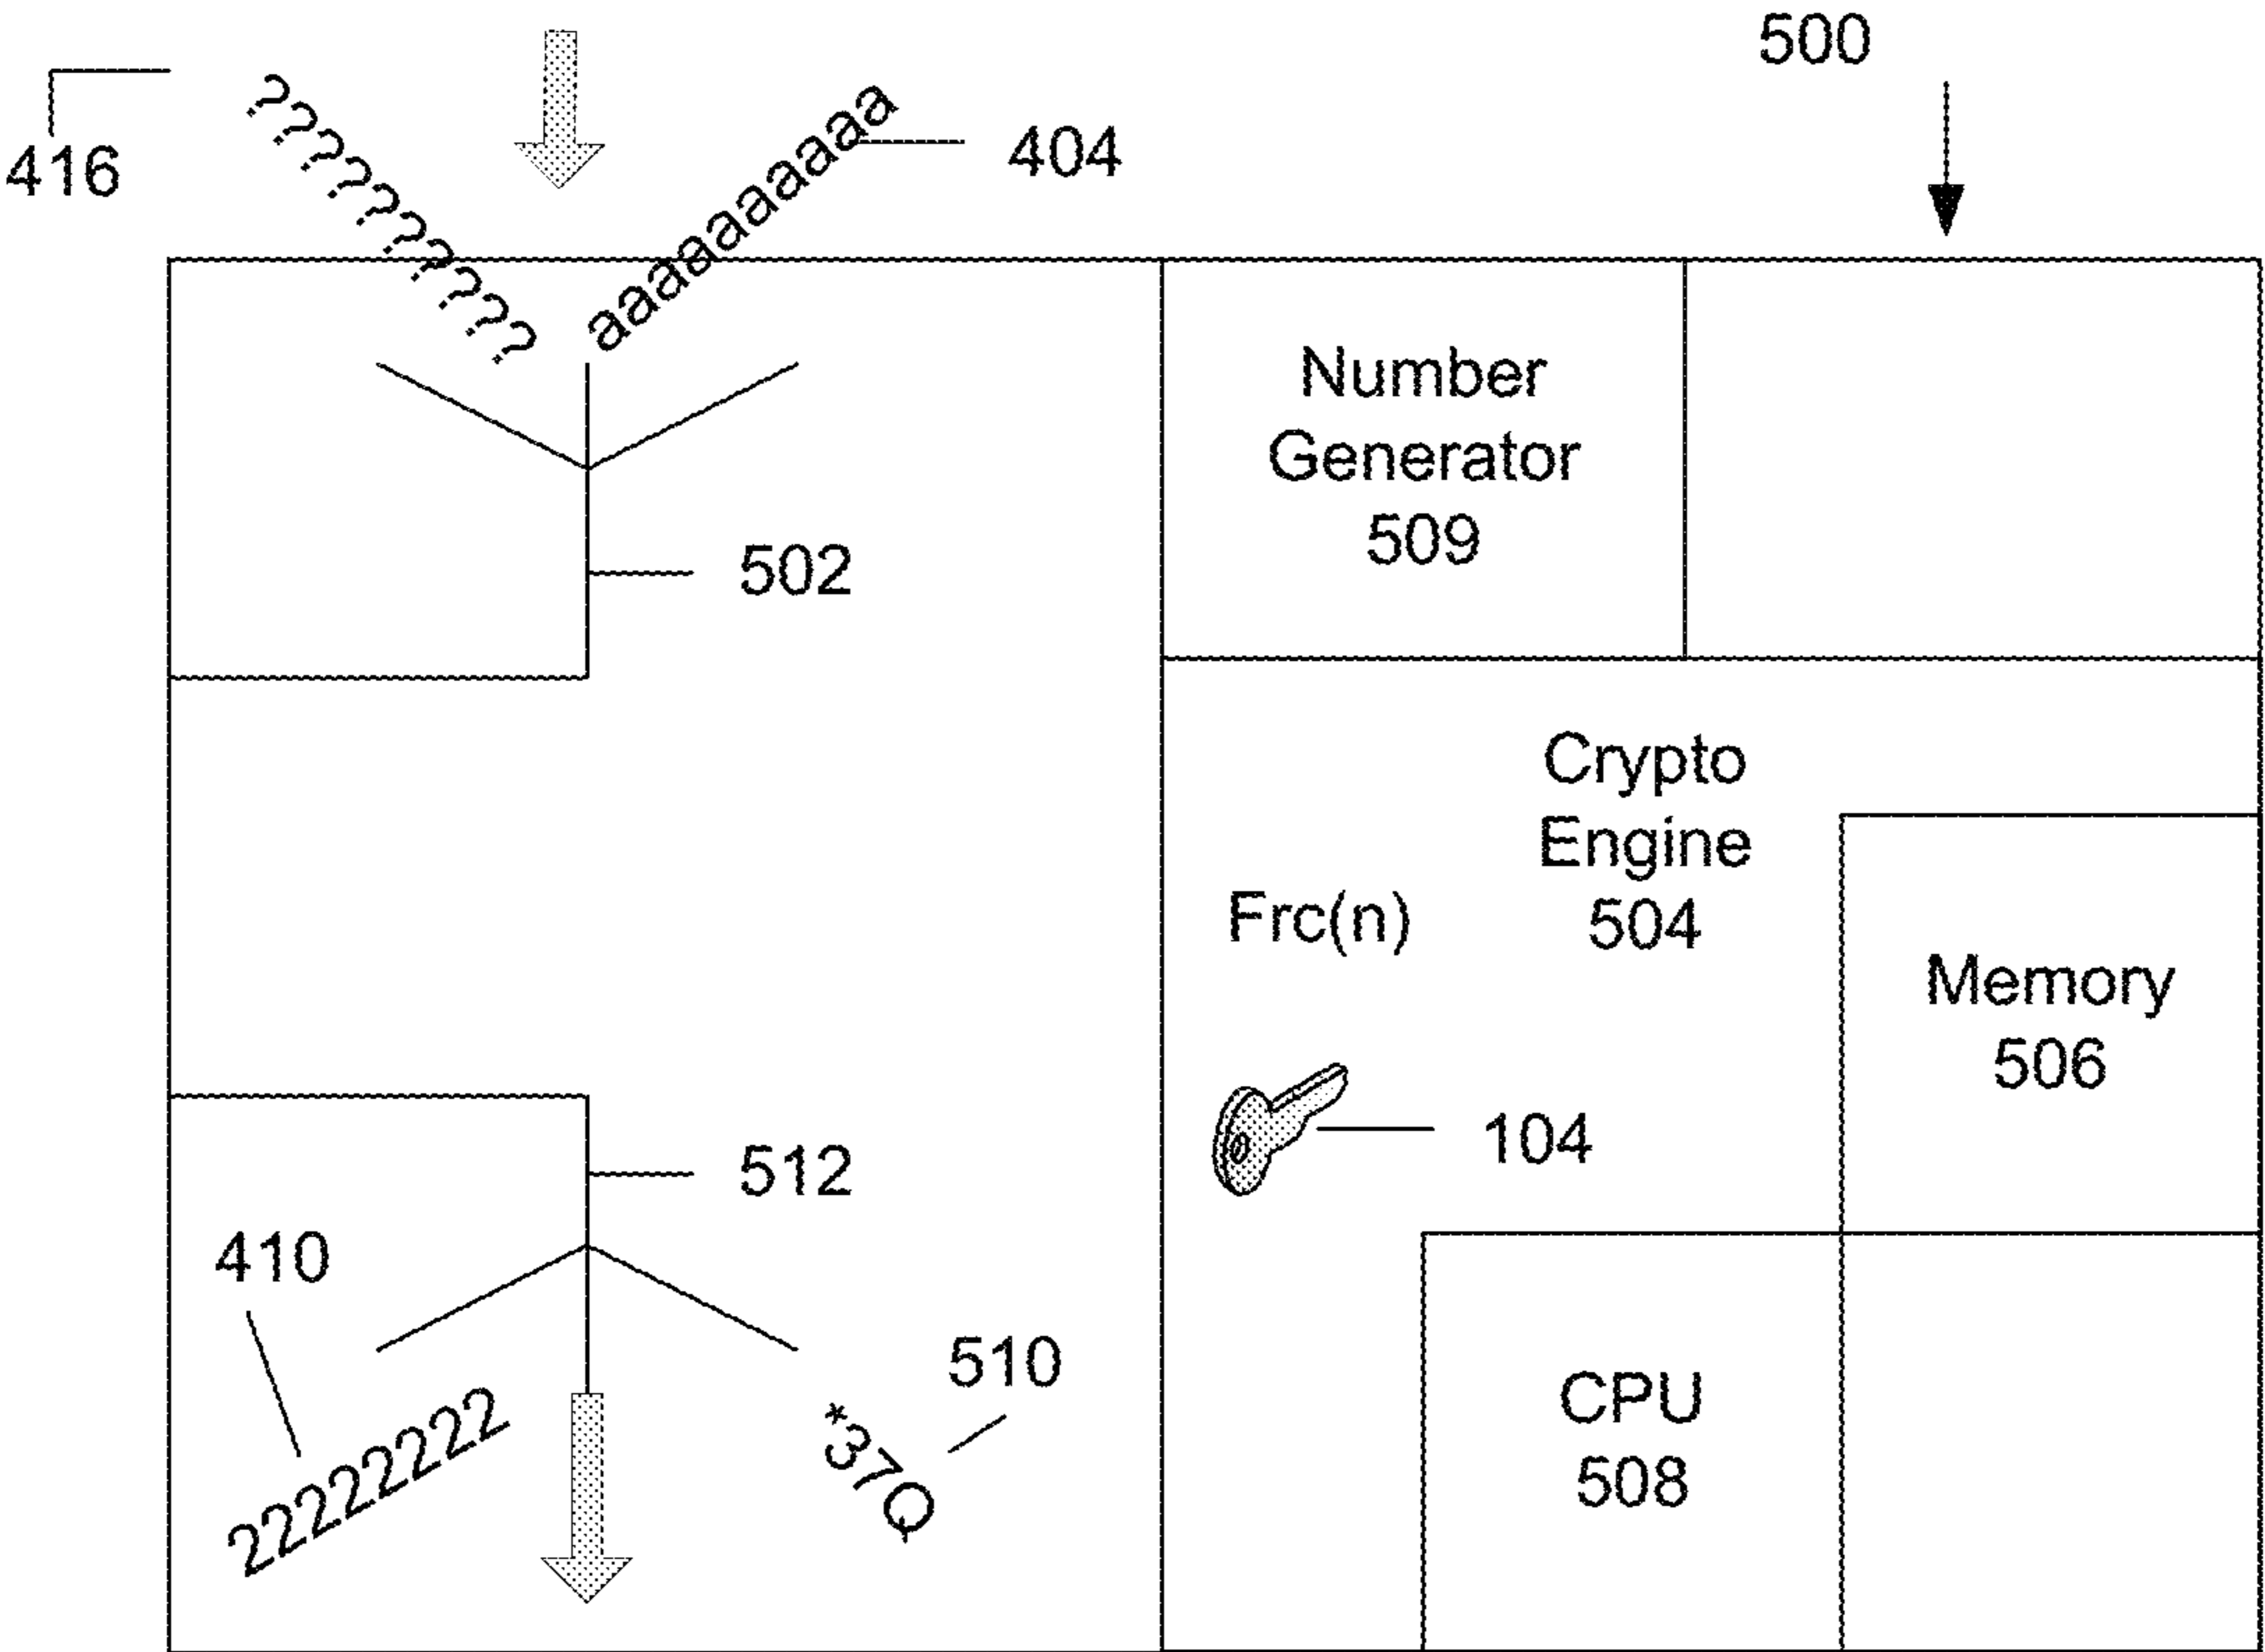 500
416
??????????
aaaaaaaaaa
404
Number
Generator
509
502
Crypto
Engine
504
Frc(n)
Memory
506
104
512
410
510
22222222
*37Q
CPU
508